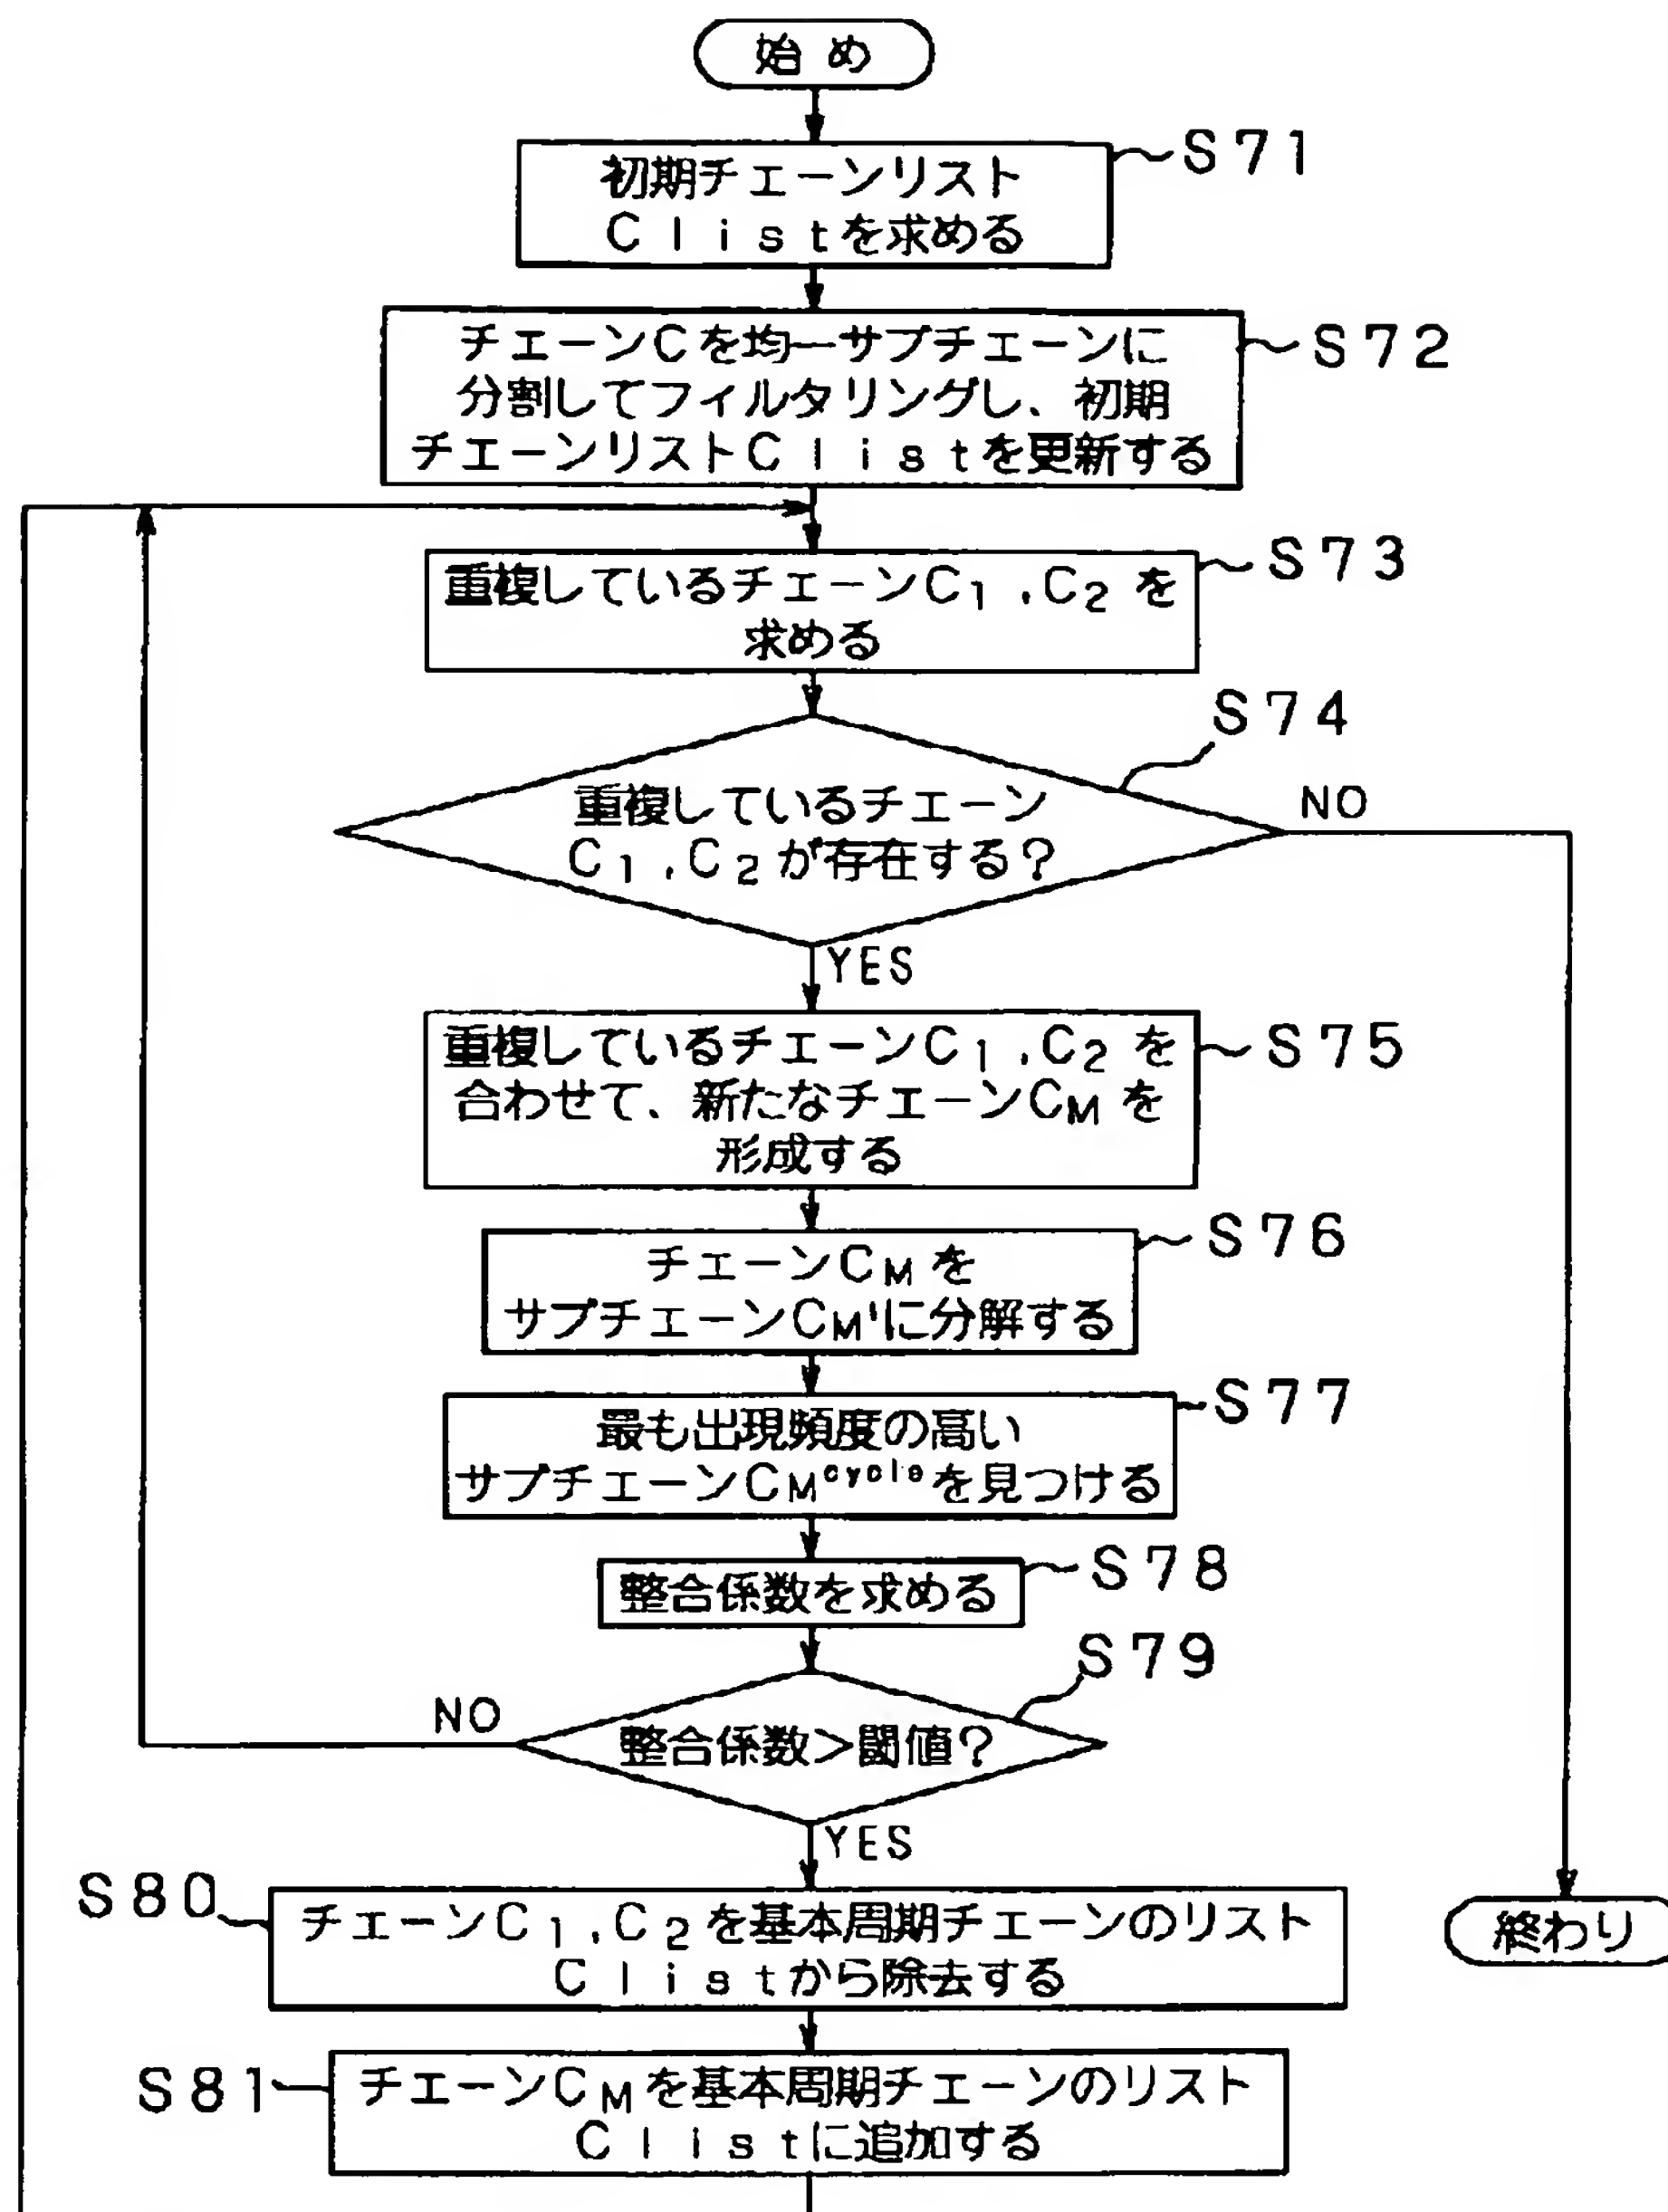 始め
S71
初期チェーンリスト
Clistを求める
S72
チェーンCを均一サブチェーンに
分割してフィルタリングし、初期
チェーンリストClistを更新する
S73
重複しているチェーンC1,C2を
求める
S74
重複しているチェーン
C1,C2が存在する?
NO
YES
S75
重複しているチェーンC1,C2を
合わせて、新たなチェーンCMを
形成する
S76
チェーンCMを
サブチェーンCM'に分解する
S77
最も出現頻度の高い
サブチェーンCMcycleを見つける
S78
整合係数を求める
S79
整合係数>閾値?
NO
YES
S80
チェーンC1,C2を基本周期チェーンのリスト
Clistから除去する
終わり
S81
チェーンCMを基本周期チェーンのリスト
Clistに追加する